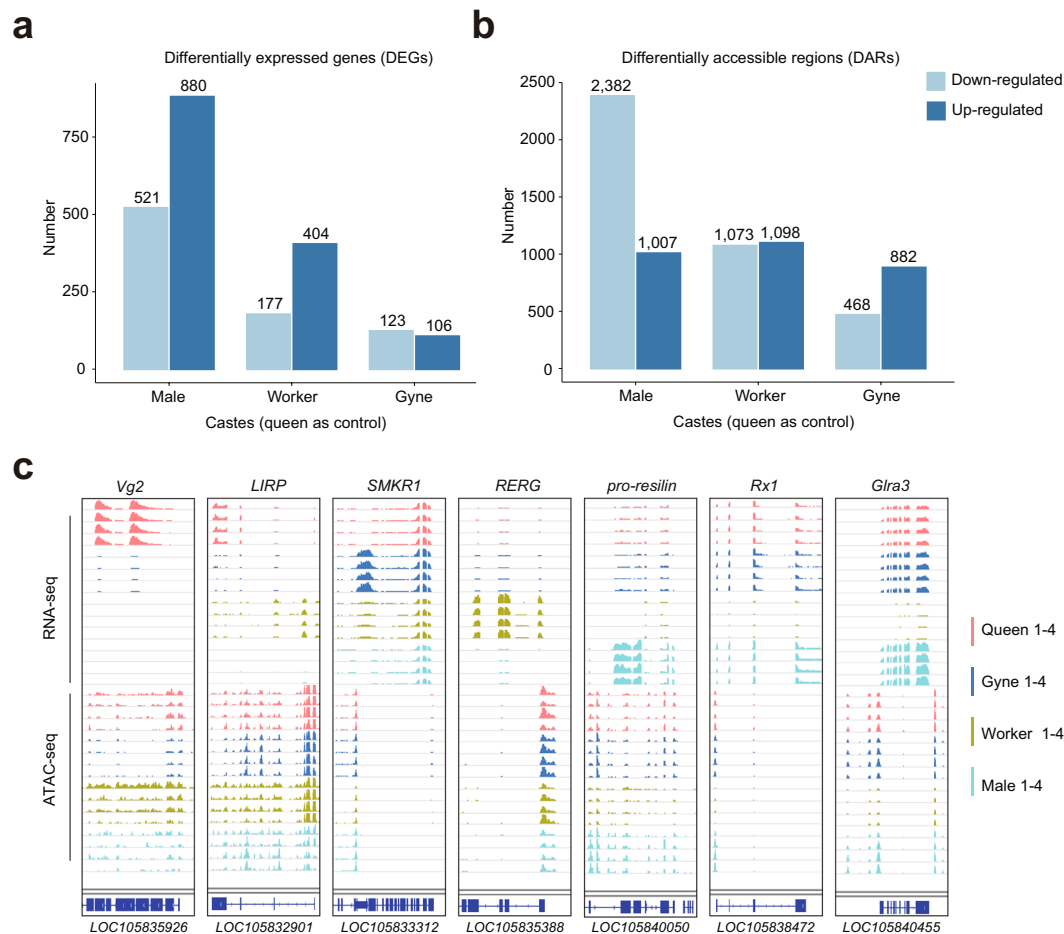 a
Differentially expressed genes (DEGs)
Number
750
500
250
0
521
880
177
404
123
106
Male
Worker
Gyne
Castes (queen as control)
b
Differentially accessible regions (DARs)
Number
2500
2000
1500
1000
500
0
2,382
1,007
1,073
1,098
468
882
Male
Worker
Gyne
Castes (queen as control)
Down-regulated
Up-regulated
c
Vg2
LIRP
SMKR1
RERG
pro-resilin
Rx1
Glra3
RNA-seq
ATAC-seq
Queen 1-4
Gyne 1-4
Worker 1-4
Male 1-4
LOC105835926
LOC105832901
LOC105833312
LOC105835388
LOC105840050
LOC105838472
LOC105840455